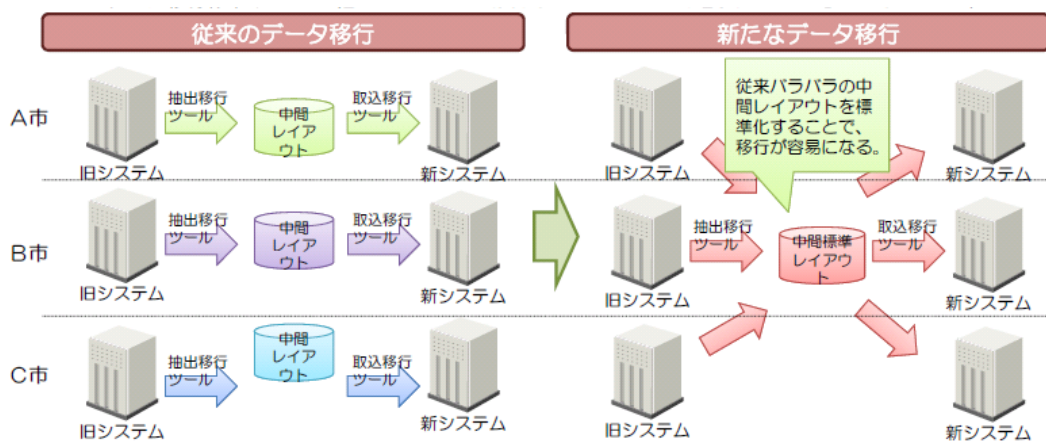 従来のデータ移行
新たなデータ移行
A市
抽出移行
ツール
中間
レイア
ウト
取込移行
ツール
旧システム
新システム
B市
抽出移行
ツール
中間
レイア
ウト
取込移行
ツール
旧システム
新システム
C市
抽出移行
ツール
中間
レイア
ウト
取込移行
ツール
旧システム
新システム
従来バラバラの中
間レイアウトを標
準化することで、
移行が容易になる。
旧システム
新システム
抽出移行
ツール
中間標準
レイアウ
ト
取込移行
ツール
旧システム
新システム
旧システム
新システム